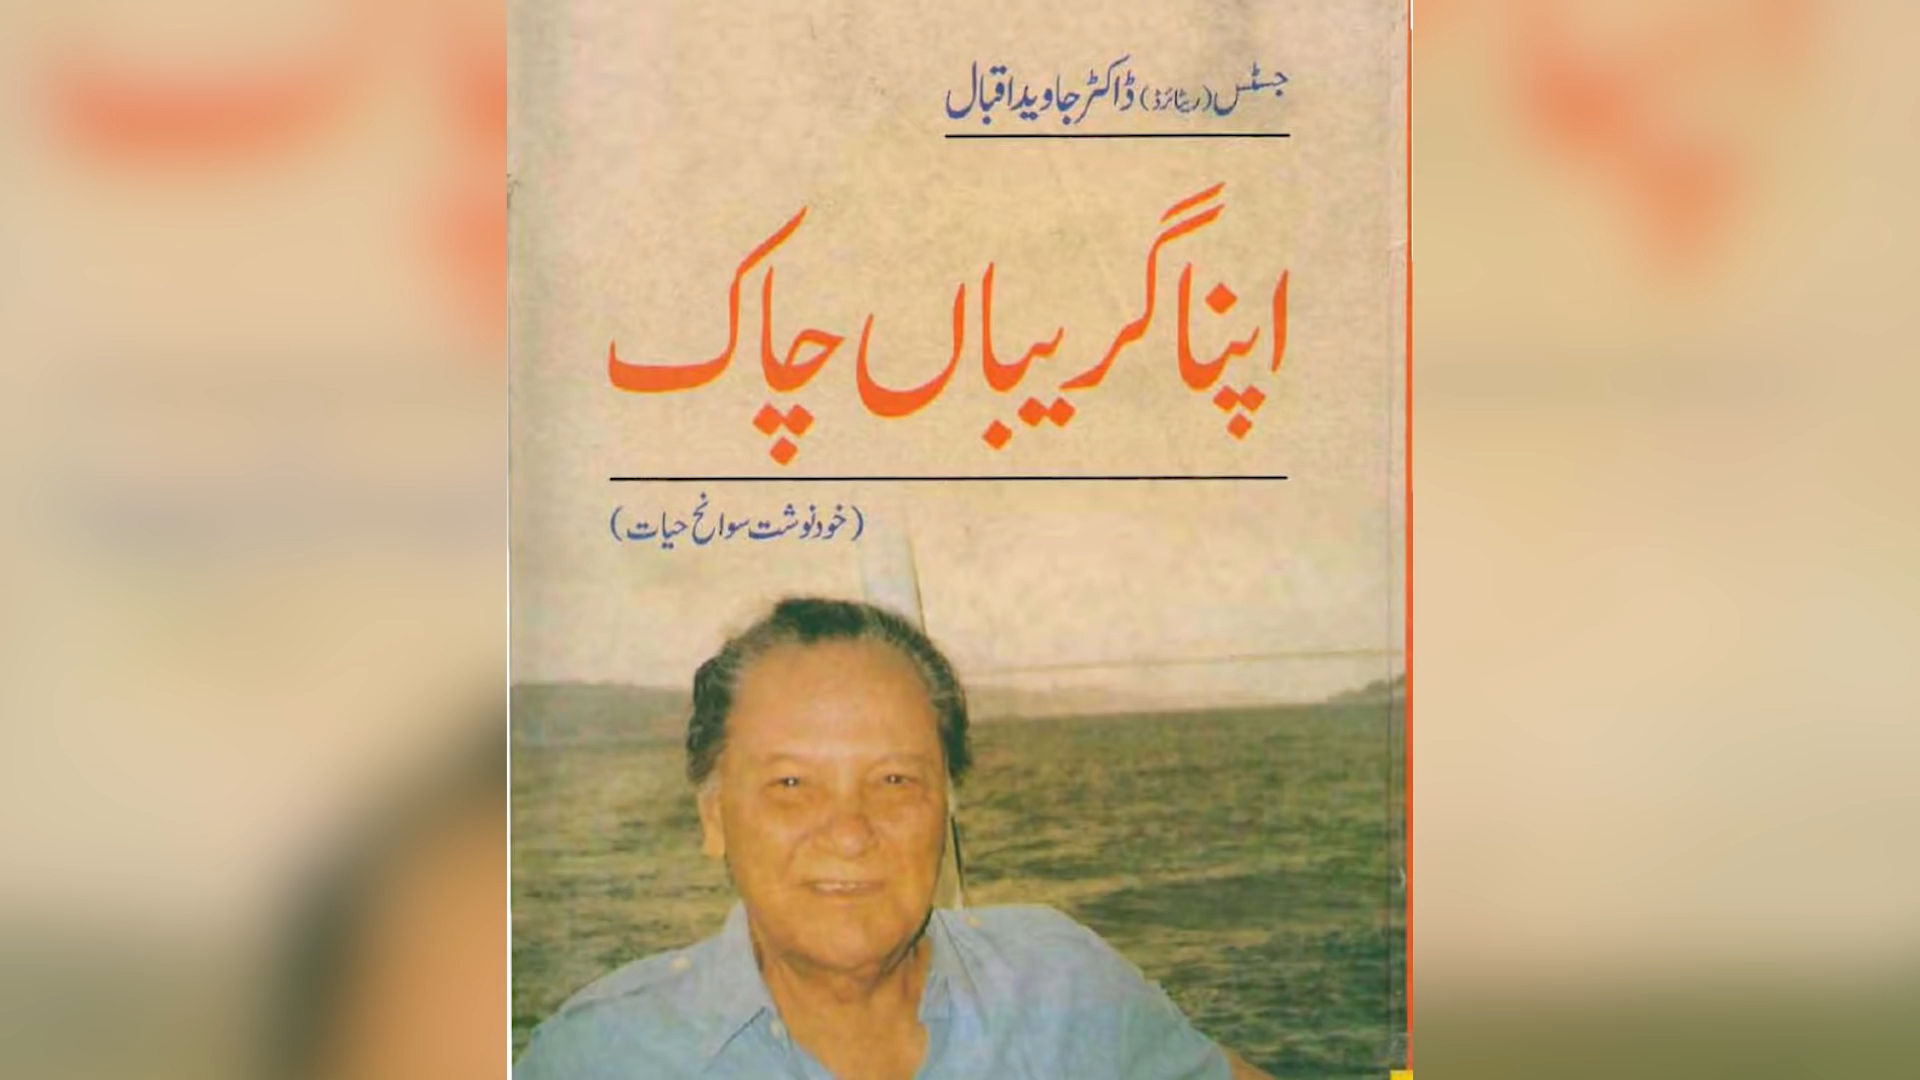 جسٹس (ریٹائرڈ) ڈاکٹر جاوید اقبال
اپنا گریباں چاک
(خودنوشت سوانح حیات)